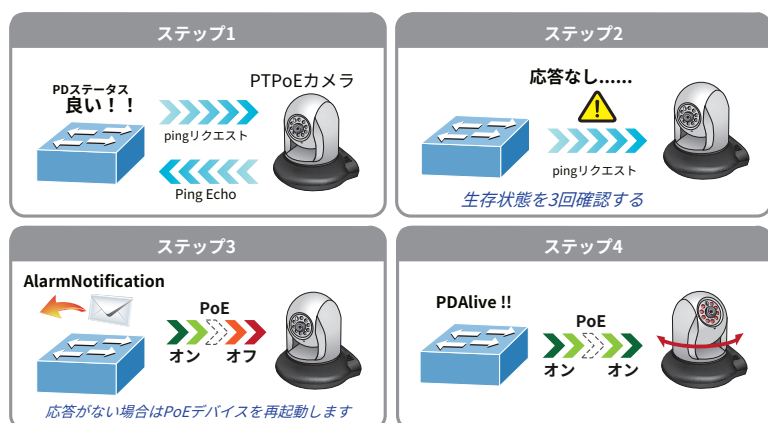 ステップ1
PDステータス
良い！！
PTPoEカメラ
pingリクエスト
Ping Echo
ステップ2
応答なし......
pingリクエスト
生存状態を3回確認する
ステップ3
AlarmNotification
PoE
オン オフ
応答がない場合はPoEデバイスを再起動します
ステップ4
PDAlive !!
PoE
オン オン